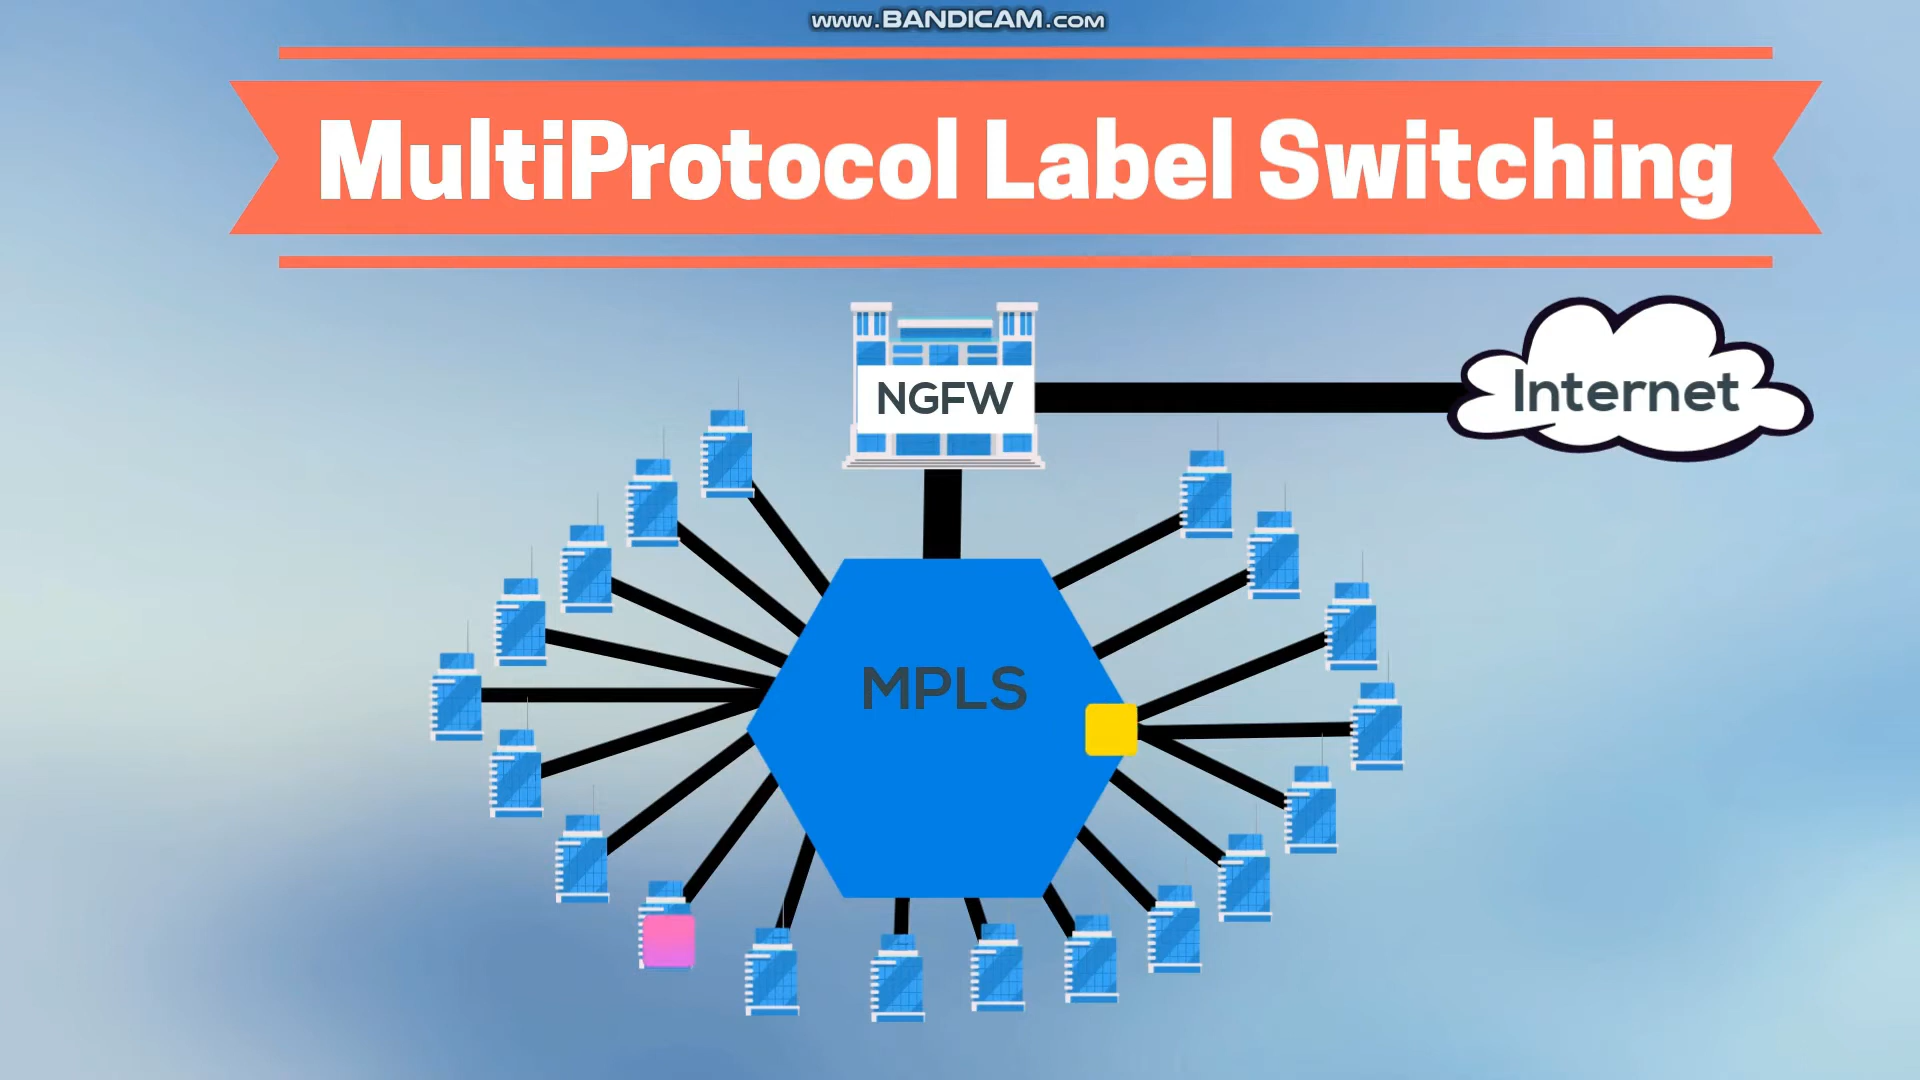 www.BANDICAM.com
MultiProtocol Label Switching
NGFW
Internet
MPLS